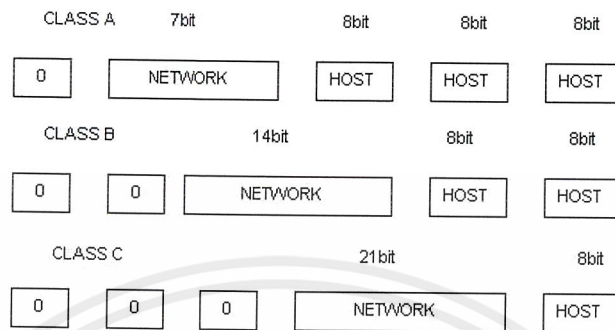 CLASS A 7bit 8bit 8bit 8bit
0 NETWORK HOST HOST HOST
CLASS B 14bit 8bit 8bit
0 0 NETWORK HOST HOST
CLASS C 21bit 8bit
0 0 0 NETWORK HOST